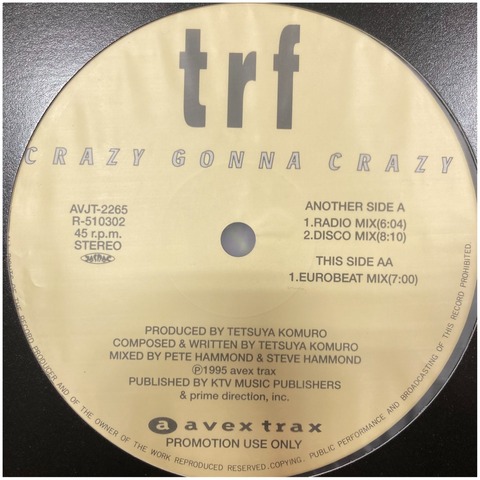 trf
CRAZY GONNA CRAZY
AVJT-2265
R-510302
45 r.p.m.
STEREO
ANOTHER SIDE A
1.RADIO MIX(6:04)
2.DISCO MIX(8:10)
THIS SIDE AA
1.EUROBEAT MIX(7:00)
PRODUCED BY TETSUYA KOMURO
COMPOSED & WRITTEN BY TETSUYA KOMURO
MIXED BY PETE HAMMOND & STEVE HAMMOND
Ⓟ1995 avex trax
PUBLISHED BY KTV MUSIC PUBLISHERS
& prime direction, inc.
a avex trax
PROMOTION USE ONLY
RECORD PRODUCER AND OF THE OWNER OF THE WORK REPRODUCED RESERVED.COPYING, PUBLIC PERFORMANCE AND BROADCASTING OF THIS RECORD PROHIBITED.